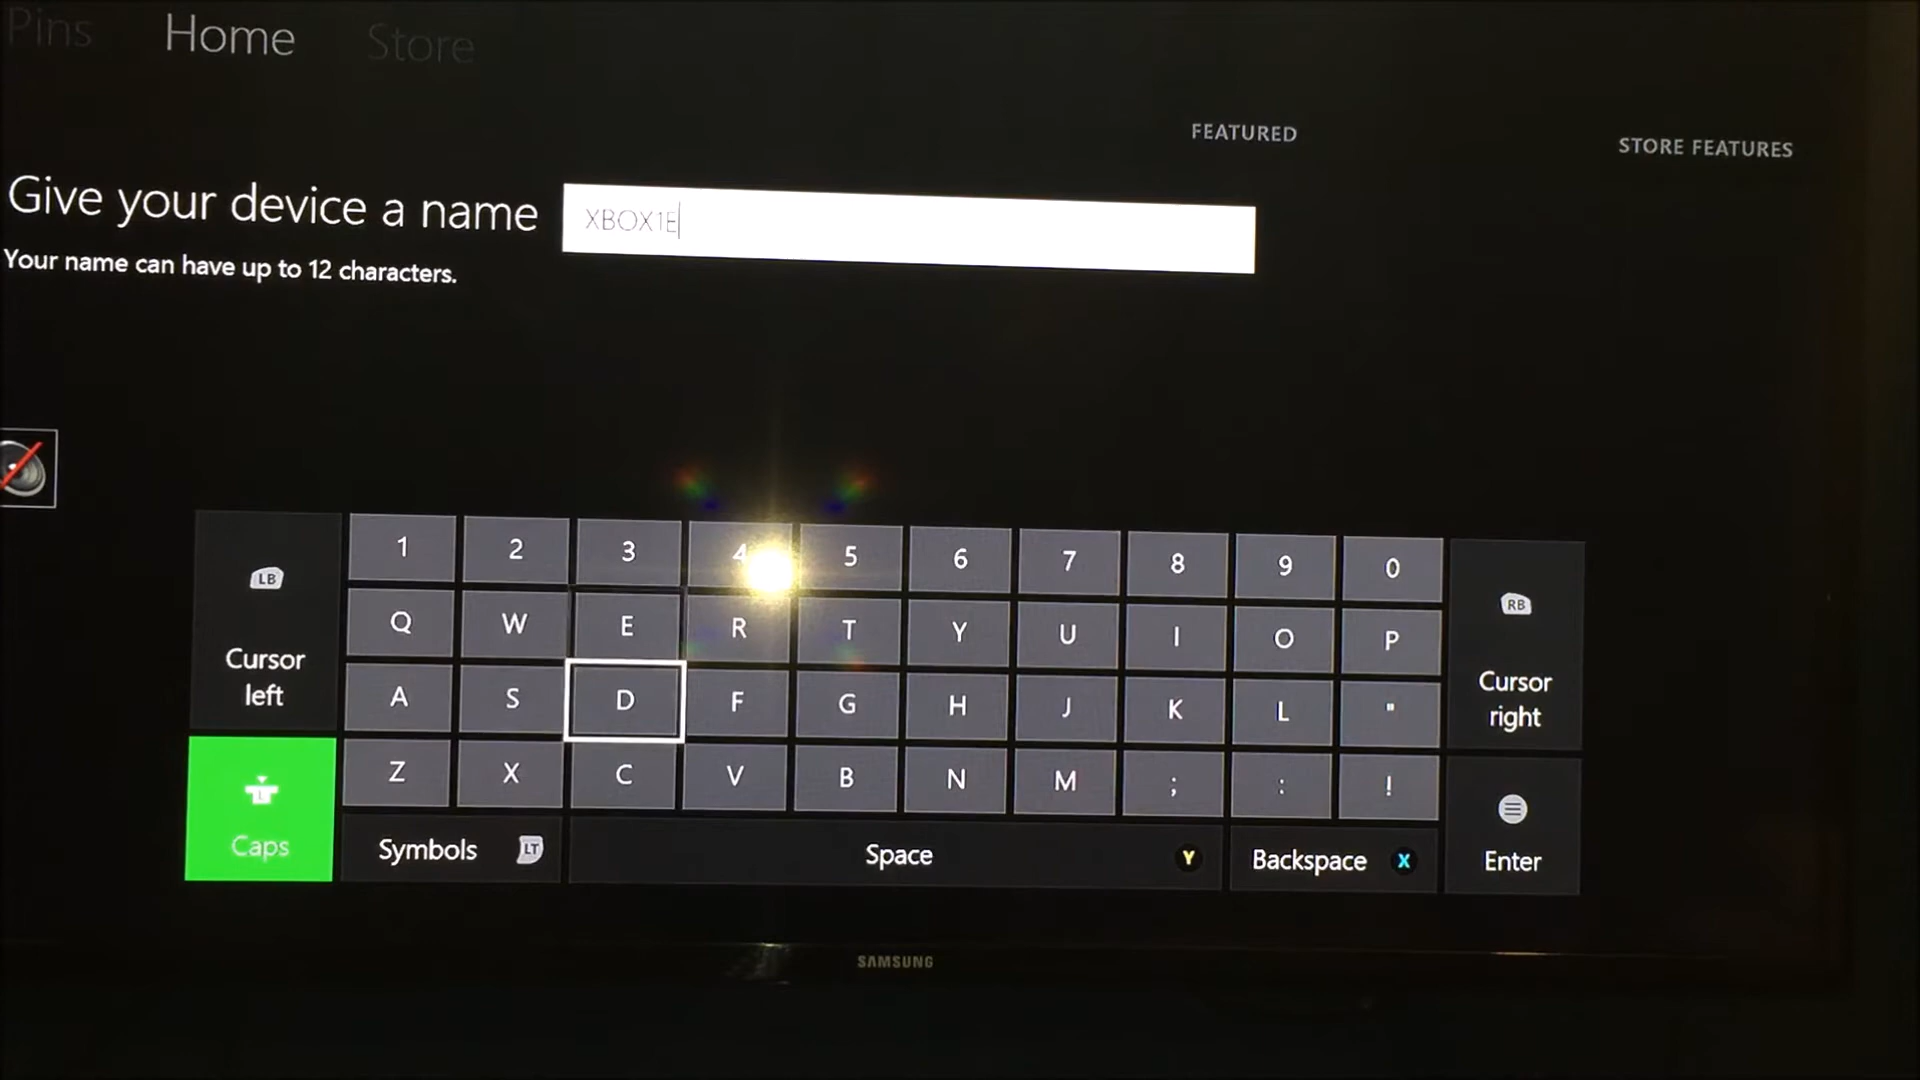 Pins Home Store
FEATURED
STORE FEATURES
Give your device a name
XBOX1E
Your name can have up to 12 characters.
LB
Cursor
left
1 2 3 4 5 6 7 8 9 0
Q W E R T Y U I O P
A S D F G H J K L "
Z X C V B N M ; : !
RB
Cursor
right
L
Caps
Symbols LT
Space Y
Backspace X
Enter
SAMSUNG